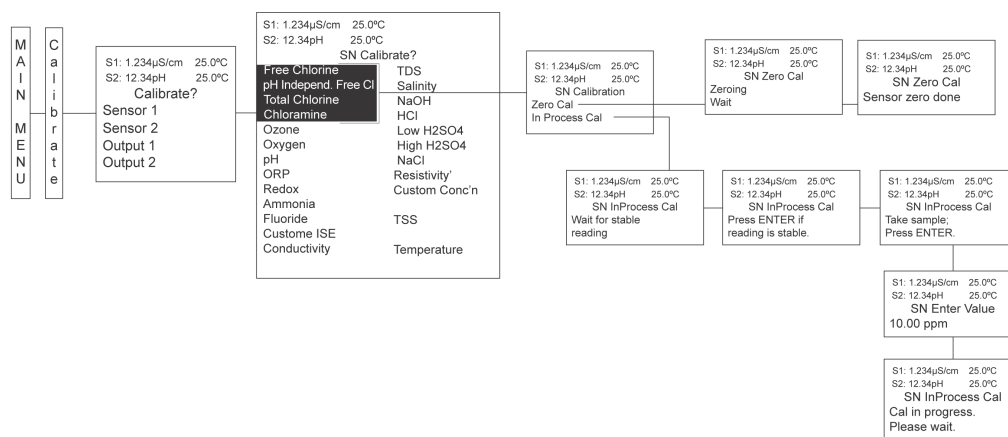 MAIN MENU
Calibrate
S1: 1.234µS/cm 25.0ºC
S2: 12.34pH 25.0ºC
Calibrate?
Sensor 1
Sensor 2
Output 1
Output 2
S1: 1.234µS/cm 25.0ºC
S2: 12.34pH 25.0ºC
SN Calibrate?
Free Chlorine
pH Independ. Free Cl
Total Chlorine
Chloramine
Ozone
Oxygen
pH
ORP
Redox
Ammonia
Fluoride
Custome ISE
Conductivity
TDS
Salinity
NaOH
HCl
Low H2SO4
High H2SO4
NaCl
Resistivity'
Custom Conc'n
TSS
Temperature
S1: 1.234µS/cm 25.0ºC
S2: 12.34pH 25.0ºC
SN Calibration
Zero Cal
In Process Cal
S1: 1.234µS/cm 25.0ºC
S2: 12.34pH 25.0ºC
SN Zero Cal
Zeroing
Wait
S1: 1.234µS/cm 25.0ºC
S2: 12.34pH 25.0ºC
SN Zero Cal
Sensor zero done
S1: 1.234µS/cm 25.0ºC
S2: 12.34pH 25.0ºC
SN InProcess Cal
Wait for stable
reading
S1: 1.234µS/cm 25.0ºC
S2: 12.34pH 25.0ºC
SN InProcess Cal
Press ENTER if
reading is stable.
S1: 1.234µS/cm 25.0ºC
S2: 12.34pH 25.0ºC
SN InProcess Cal
Take sample;
Press ENTER.
S1: 1.234µS/cm 25.0ºC
S2: 12.34pH 25.0ºC
SN Enter Value
10.00 ppm
S1: 1.234µS/cm 25.0ºC
S2: 12.34pH 25.0ºC
SN InProcess Cal
Cal in progress.
Please wait.